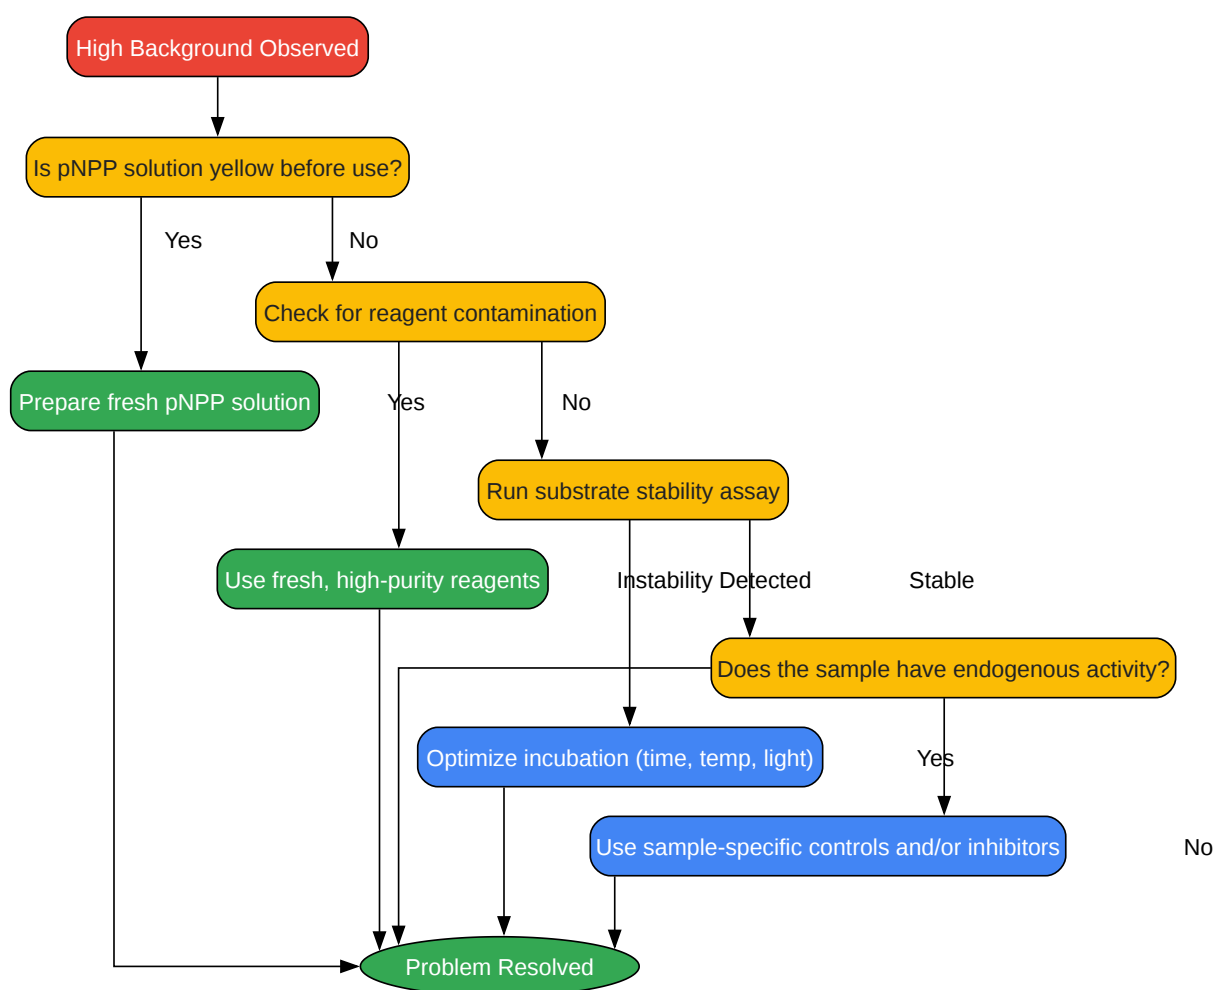 High Background Observed
Is pNPP solution yellow before use?
Yes
No
Check for reagent contamination
Prepare fresh pNPP solution
Yes
No
Run substrate stability assay
Use fresh, high-purity reagents
Instability Detected
Stable
Does the sample have endogenous activity?
Optimize incubation (time, temp, light)
Yes
Use sample-specific controls and/or inhibitors
No
Problem Resolved